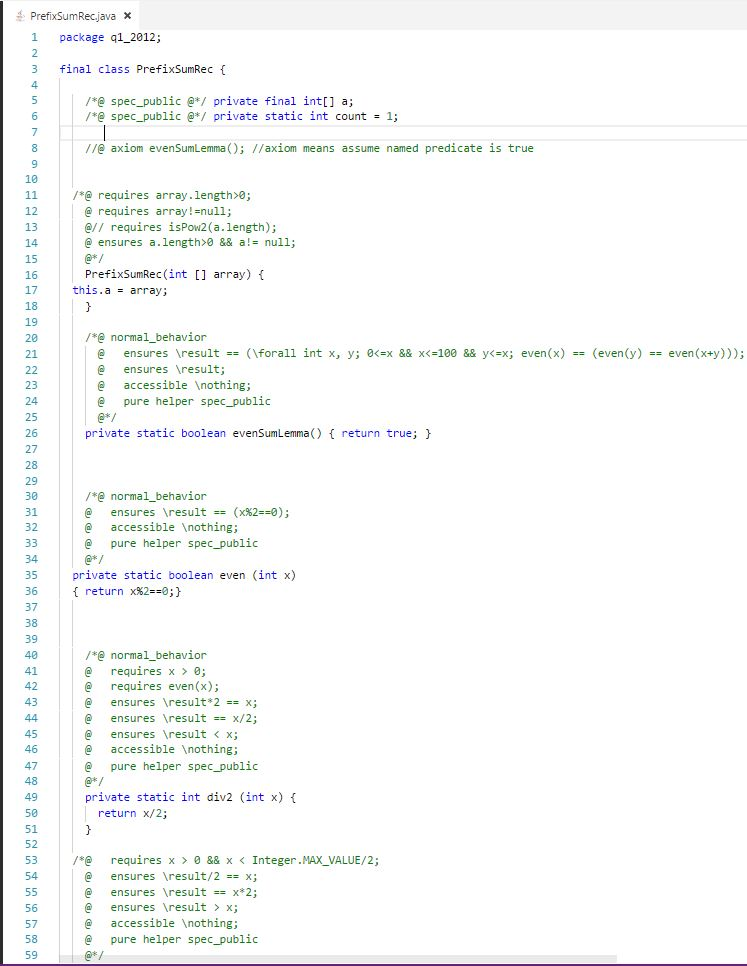 PrefixSumRec.java ×
1 package q1_2012;
2
3 final class PrefixSumRec {
4
5 /*@ spec_public @*/ private final int[] a;
6 /*@ spec_public @*/ private static int count = 1;
7
8 //@ axiom evenSumLemma(); //axiom means assume named predicate is true
9
10
11 /*@ requires array.length>0;
12 @ requires array!=null;
13 @// requires isPow2(a.length);
14 @ ensures a.length>0 && a!= null;
15 @*/
16 PrefixSumRec(int [] array) {
17 this.a = array;
18 }
19
20 /*@ normal_behavior
21 @ ensures \result == (\forall int x, y; 0<=x && x<=100 && y<=x; even(x) == (even(y) == even(x+y)));
22 @ ensures \result;
23 @ accessible \nothing;
24 @ pure helper spec_public
25 @*/
26 private static boolean evenSumLemma() { return true; }
27
28
29
30 /*@ normal_behavior
31 @ ensures \result == (x%2==0);
32 @ accessible \nothing;
33 @ pure helper spec_public
34 @*/
35 private static boolean even (int x)
36 { return x%2==0;}
37
38
39
40 /*@ normal_behavior
41 @ requires x > 0;
42 @ requires even(x);
43 @ ensures \result*2 == x;
44 @ ensures \result == x/2;
45 @ ensures \result < x;
46 @ accessible \nothing;
47 @ pure helper spec_public
48 @*/
49 private static int div2 (int x) {
50 return x/2;
51 }
52
53 /*@ requires x > 0 && x < Integer.MAX_VALUE/2;
54 @ ensures \result/2 == x;
55 @ ensures \result == x*2;
56 @ ensures \result > x;
57 @ accessible \nothing;
58 @ pure helper spec_public
59 @*/